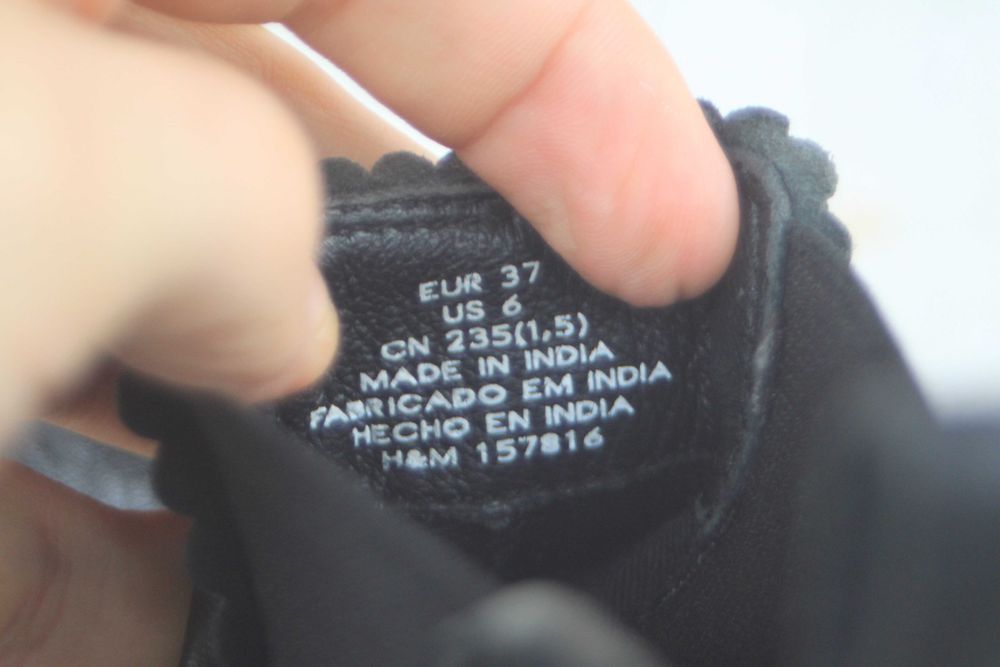 EUR 37
US 6
CN 235(1,5)
MADE IN INDIA
FABRICADO EM INDIA
HECHO EN INDIA
H&M 157816